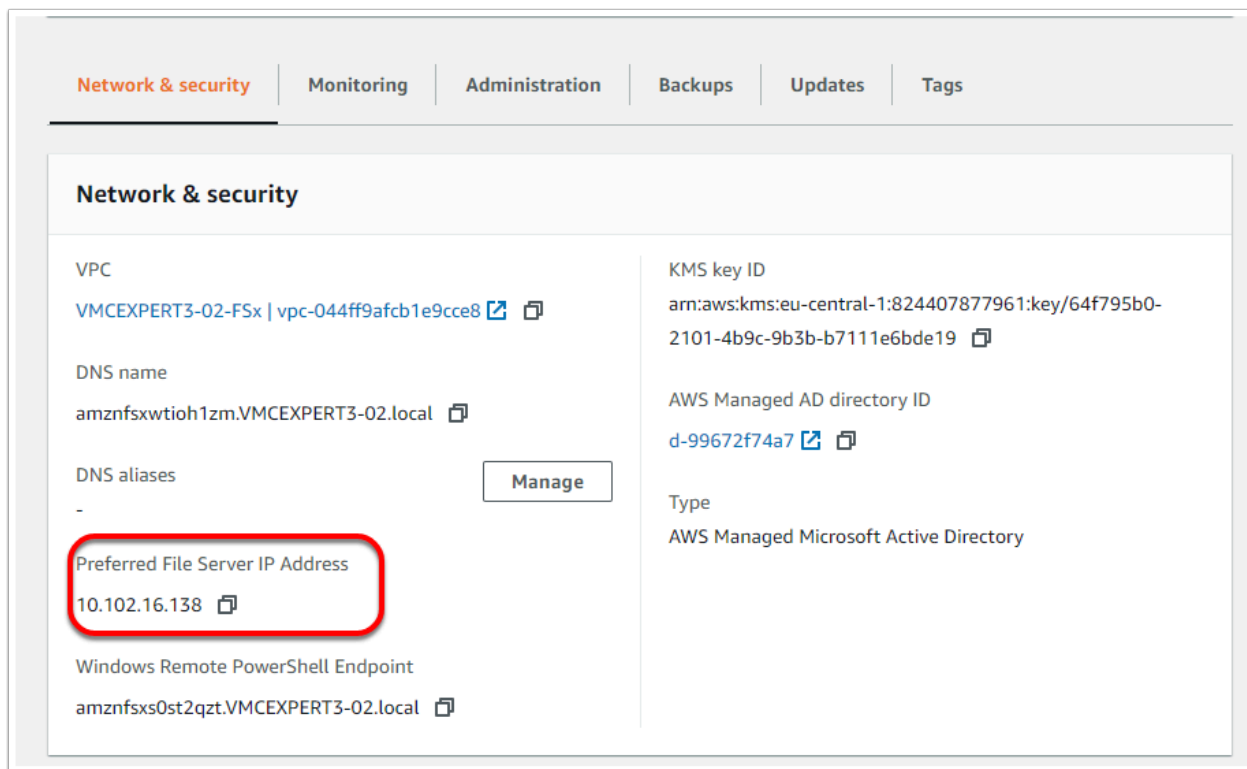 Network & security
Monitoring
Administration
Backups
Updates
Tags
Network & security
VPC
VMCEXPERT3-02-FSx | vpc-044ff9afcb1e9cce8
DNS name
amznfsxwtioh1zm.VMCEXPERT3-02.local
DNS aliases
Manage
-
Preferred File Server IP Address
10.102.16.138
Windows Remote PowerShell Endpoint
amznfsxs0st2qzt.VMCEXPERT3-02.local
KMS key ID
arn:aws:kms:eu-central-1:824407877961:key/64f795b0-
2101-4b9c-9b3b-b7111e6bde19
AWS Managed AD directory ID
d-99672f74a7
Type
AWS Managed Microsoft Active Directory